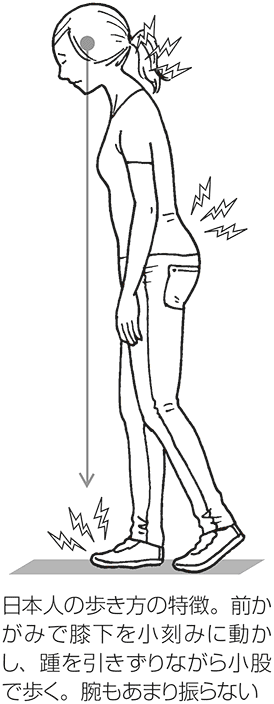 日本人の歩き方の特徴。前か
がみで膝下を小刻みに動か
し、踵を引きずりながら小股
で歩く。腕もあまり振らない